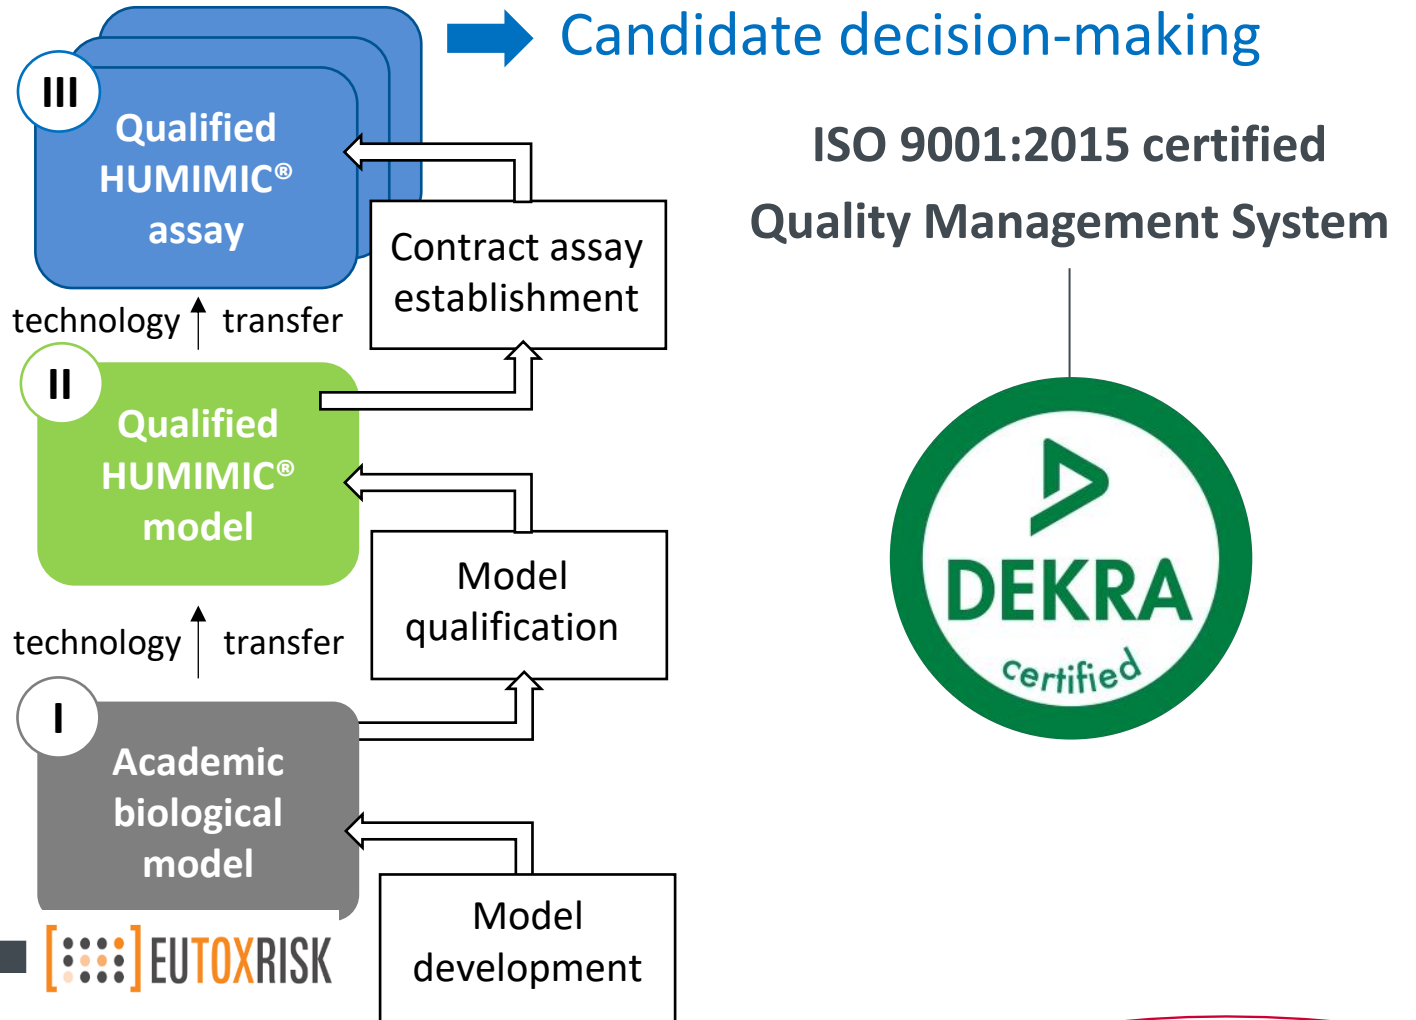 Candidate decision-making
III
Qualified
HUMIMIC®
assay
Contract assay
establishment
technology transfer
II
Qualified
HUMIMIC®
model
Model
qualification
technology transfer
I
Academic
biological
model
Model
development
EUTOXRISK
ISO 9001:2015 certified
Quality Management System
DEKRA
certified